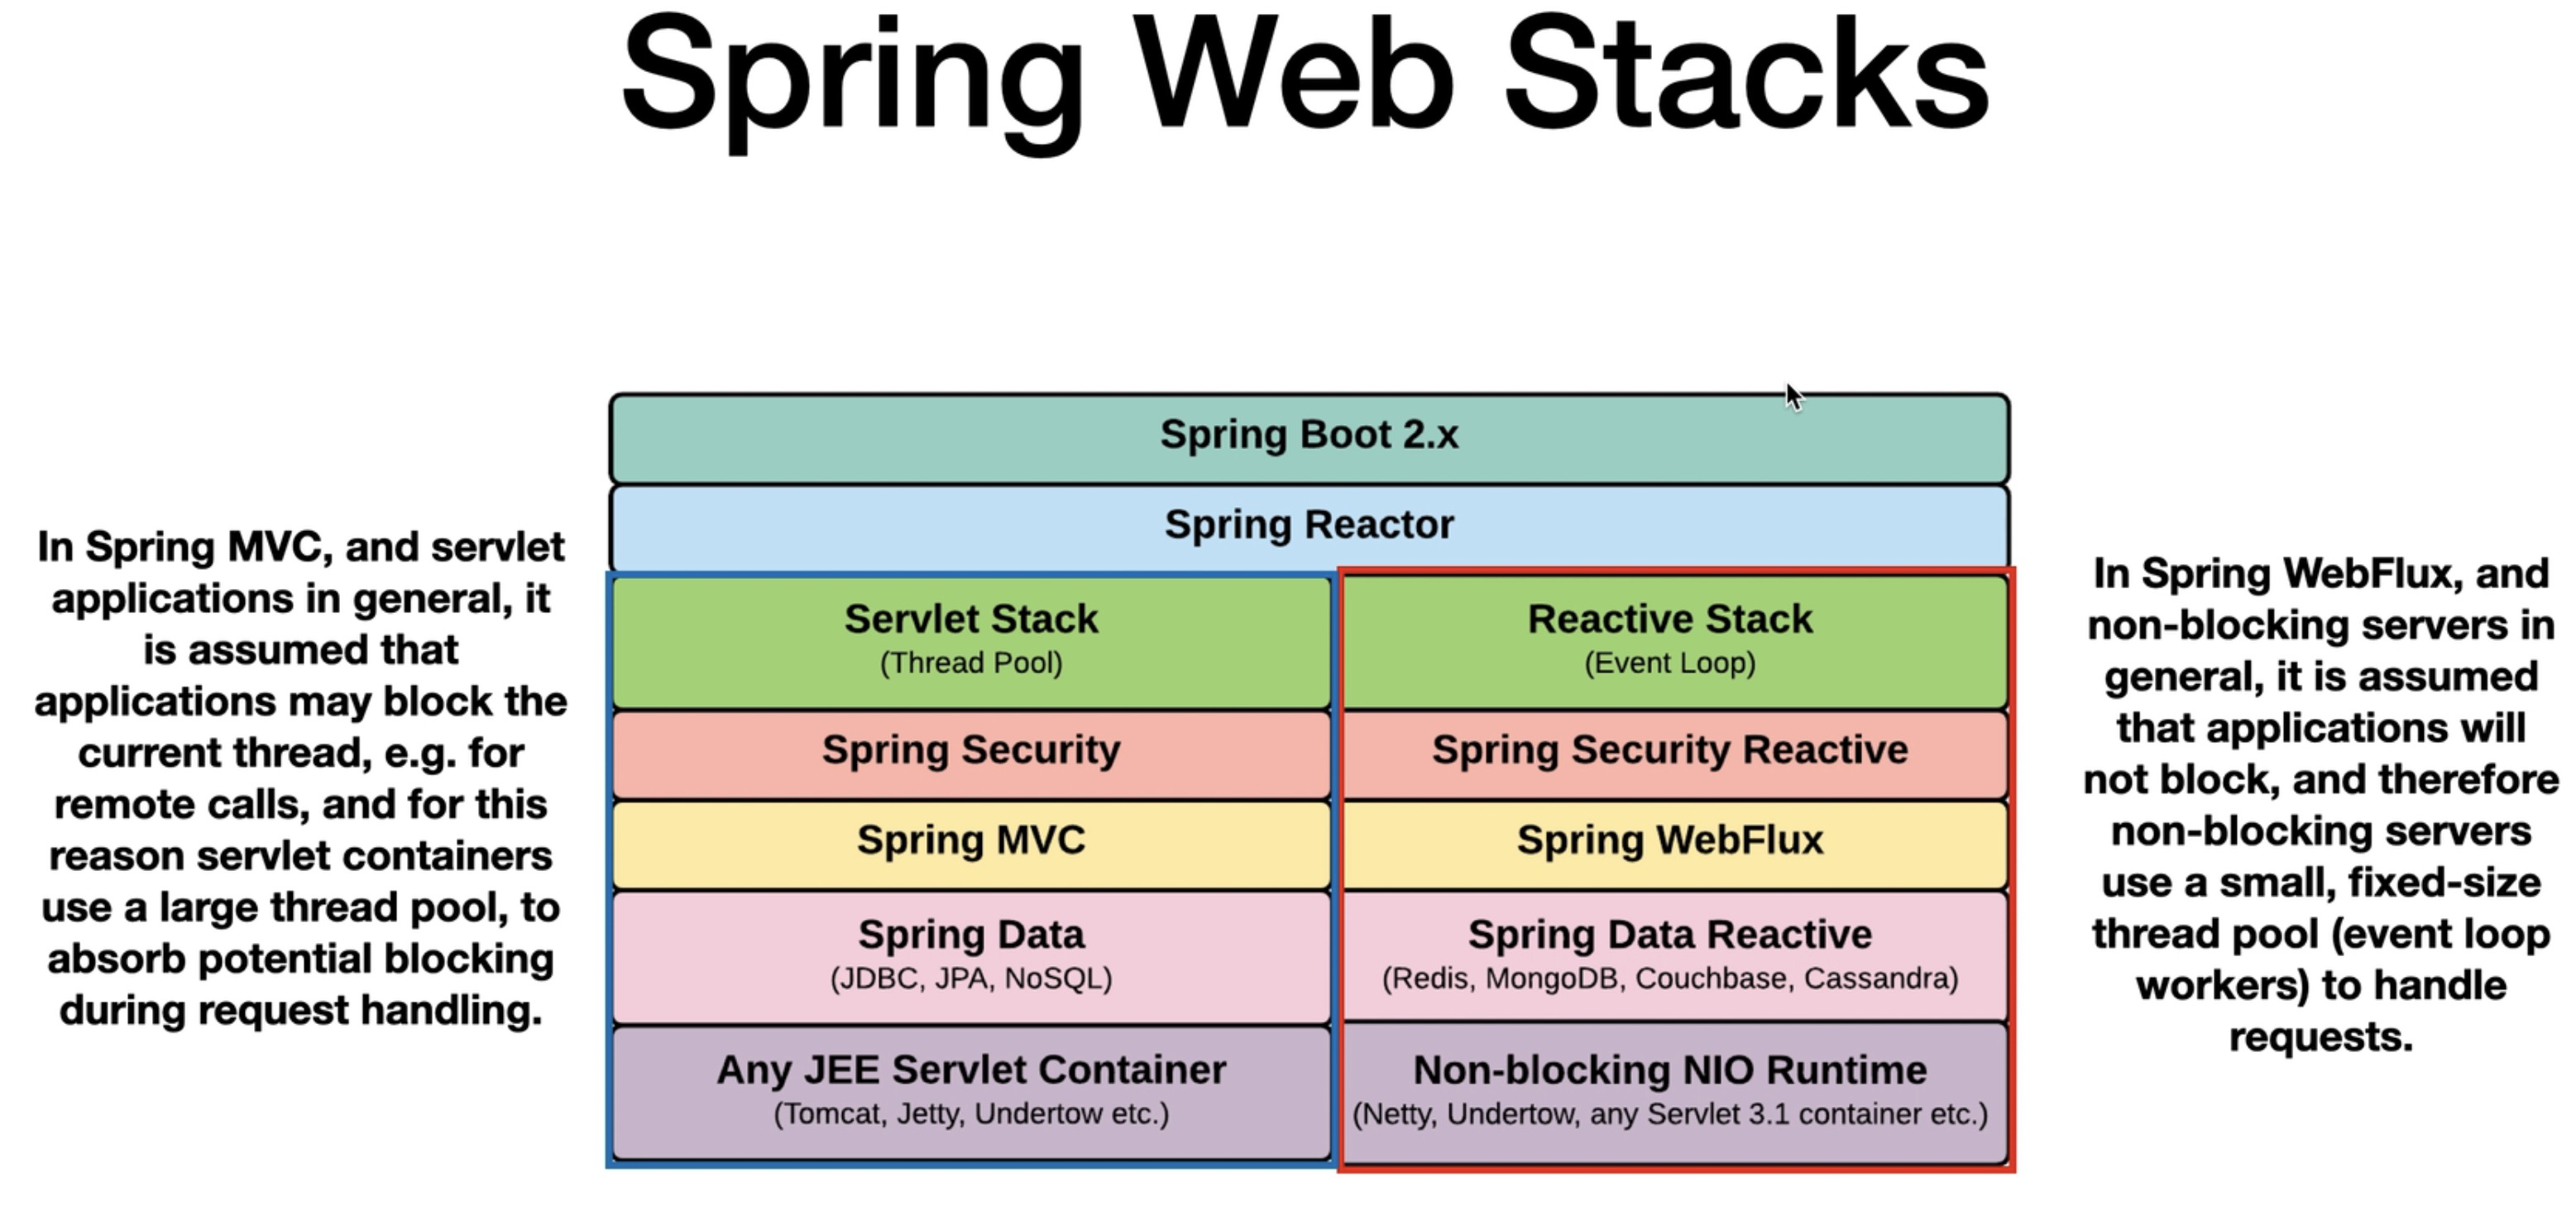 Spring Web Stacks
In Spring MVC, and servlet
applications in general, it
is assumed that
applications may block the
current thread, e.g. for
remote calls, and for this
reason servlet containers
use a large thread pool, to
absorb potential blocking
during request handling.
Spring Boot 2.x
Spring Reactor
Servlet Stack
(Thread Pool)
Spring Security
Spring MVC
Spring Data
(JDBC, JPA, NoSQL)
Any JEE Servlet Container
(Tomcat, Jetty, Undertow etc.)
Reactive Stack
(Event Loop)
Spring Security Reactive
Spring WebFlux
Spring Data Reactive
(Redis, MongoDB, Couchbase, Cassandra)
Non-blocking NIO Runtime
(Netty, Undertow, any Servlet 3.1 container etc.)
In Spring WebFlux, and
non-blocking servers in
general, it is assumed
that applications will
not block, and therefore
non-blocking servers
use a small, fixed-size
thread pool (event loop
workers) to handle
requests.